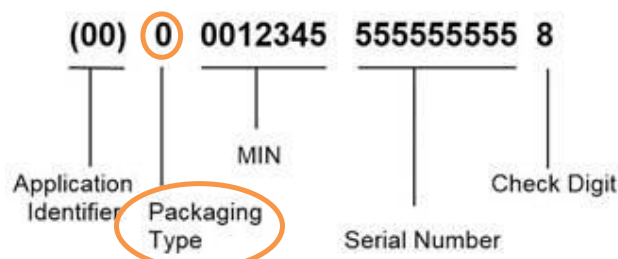 (00) 0 0012345 555555555 8
MIN
Application
Identifier
Packaging
Type
Serial Number
Check Digit